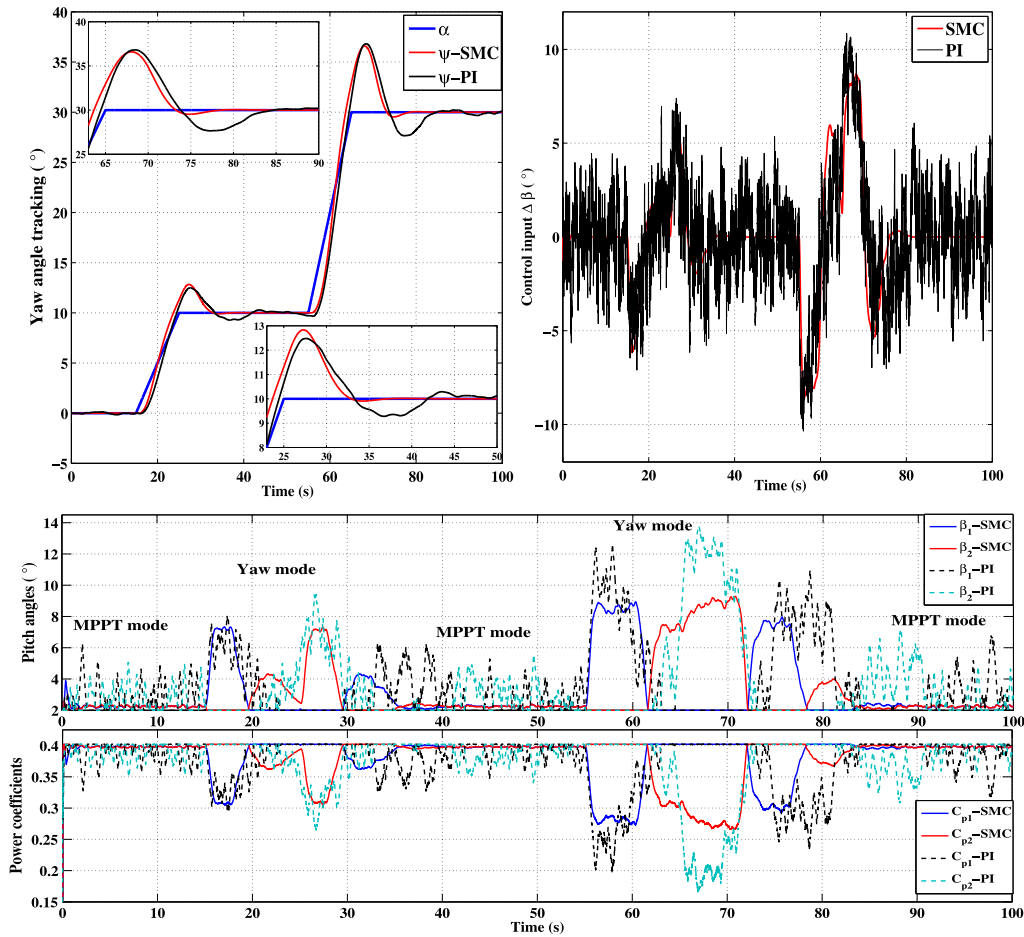 40
35
30
25
20
15
10
5
0
−5
Yaw angle tracking (°)
0 20 40 60 80 100
Time (s)
α
ψ−SMC
ψ−PI
40
35
30
25
65 70 75 80 85 90
13
12
11
10
9
8
25 30 35 40 45 50
10
5
0
−5
−10
Control input Δ β (°)
0 20 40 60 80 100
Time (s)
SMC
PI
14
12
10
8
6
4
2
Pitch angles (°)
MPPT mode
Yaw mode
MPPT mode
Yaw mode
MPPT mode
β1−SMC
β2−SMC
β1−PI
β2−PI
0 10 20 30 40 50 60 70 80 90 100
0.4
0.35
0.3
0.25
0.2
0.15
Power coefficients
Cp1−SMC
Cp2−SMC
Cp1−PI
Cp2−PI
0 10 20 30 40 50 60 70 80 90 100
Time (s)